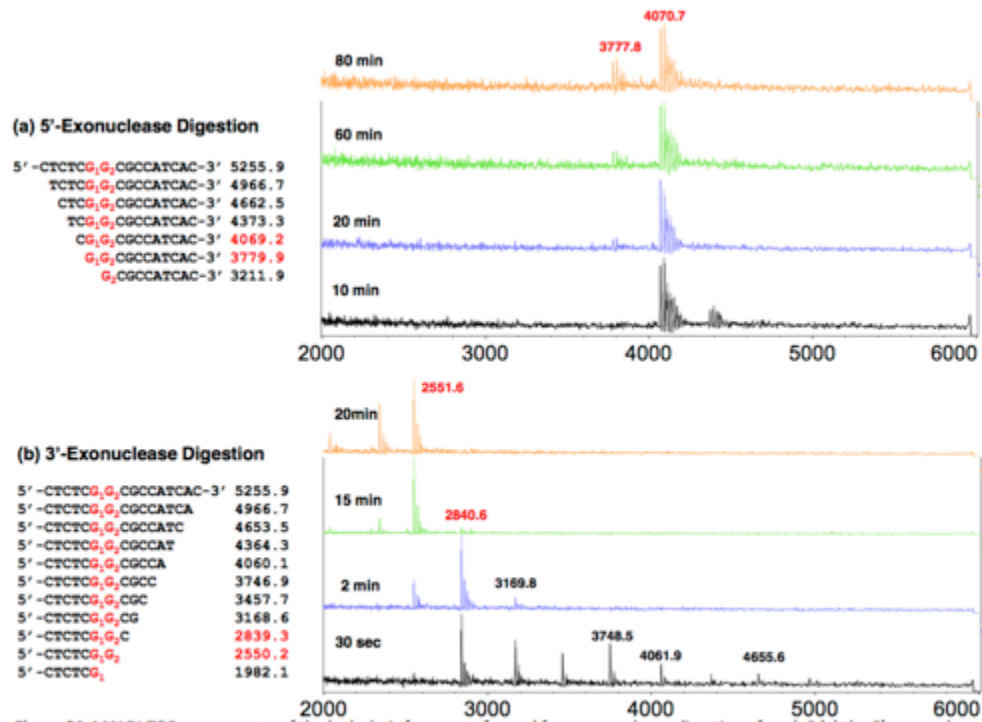 4070.7
3777.8
80 min
60 min
(a) 5'-Exonuclease Digestion
5'-CTCTCG₁G₂CGCCATCAC-3' 5255.9
TCTCG₁G₂CGCCATCAC-3' 4966.7
CTCG₁G₂CGCCATCAC-3' 4662.5
TCG₁G₂CGCCATCAC-3' 4373.3
CG₁G₂CGCCATCAC-3' 4069.2
G₁G₂CGCCATCAC-3' 3779.9
G₂CGCCATCAC-3' 3211.9
20 min
10 min
2000 3000 4000 5000 6000
2551.6
20min
(b) 3'-Exonuclease Digestion
5'-CTCTCG₁G₂CGCCATCAC-3' 5255.9
5'-CTCTCG₁G₂CGCCATCA 4966.7
5'-CTCTCG₁G₂CGCCATC 4653.5
5'-CTCTCG₁G₂CGCCAT 4364.3
5'-CTCTCG₁G₂CGCCA 4060.1
5'-CTCTCG₁G₂CGCC 3746.9
5'-CTCTCG₁G₂CGC 3457.7
5'-CTCTCG₁G₂CG 3168.6
5'-CTCTCG₁G₂C 2839.3
5'-CTCTCG₁G₂ 2550.2
5'-CTCTCG₁ 1982.1
15 min
2840.6
2 min
3169.8
30 sec
3748.5
4061.9
4655.6
2000 3000 4000 5000 6000